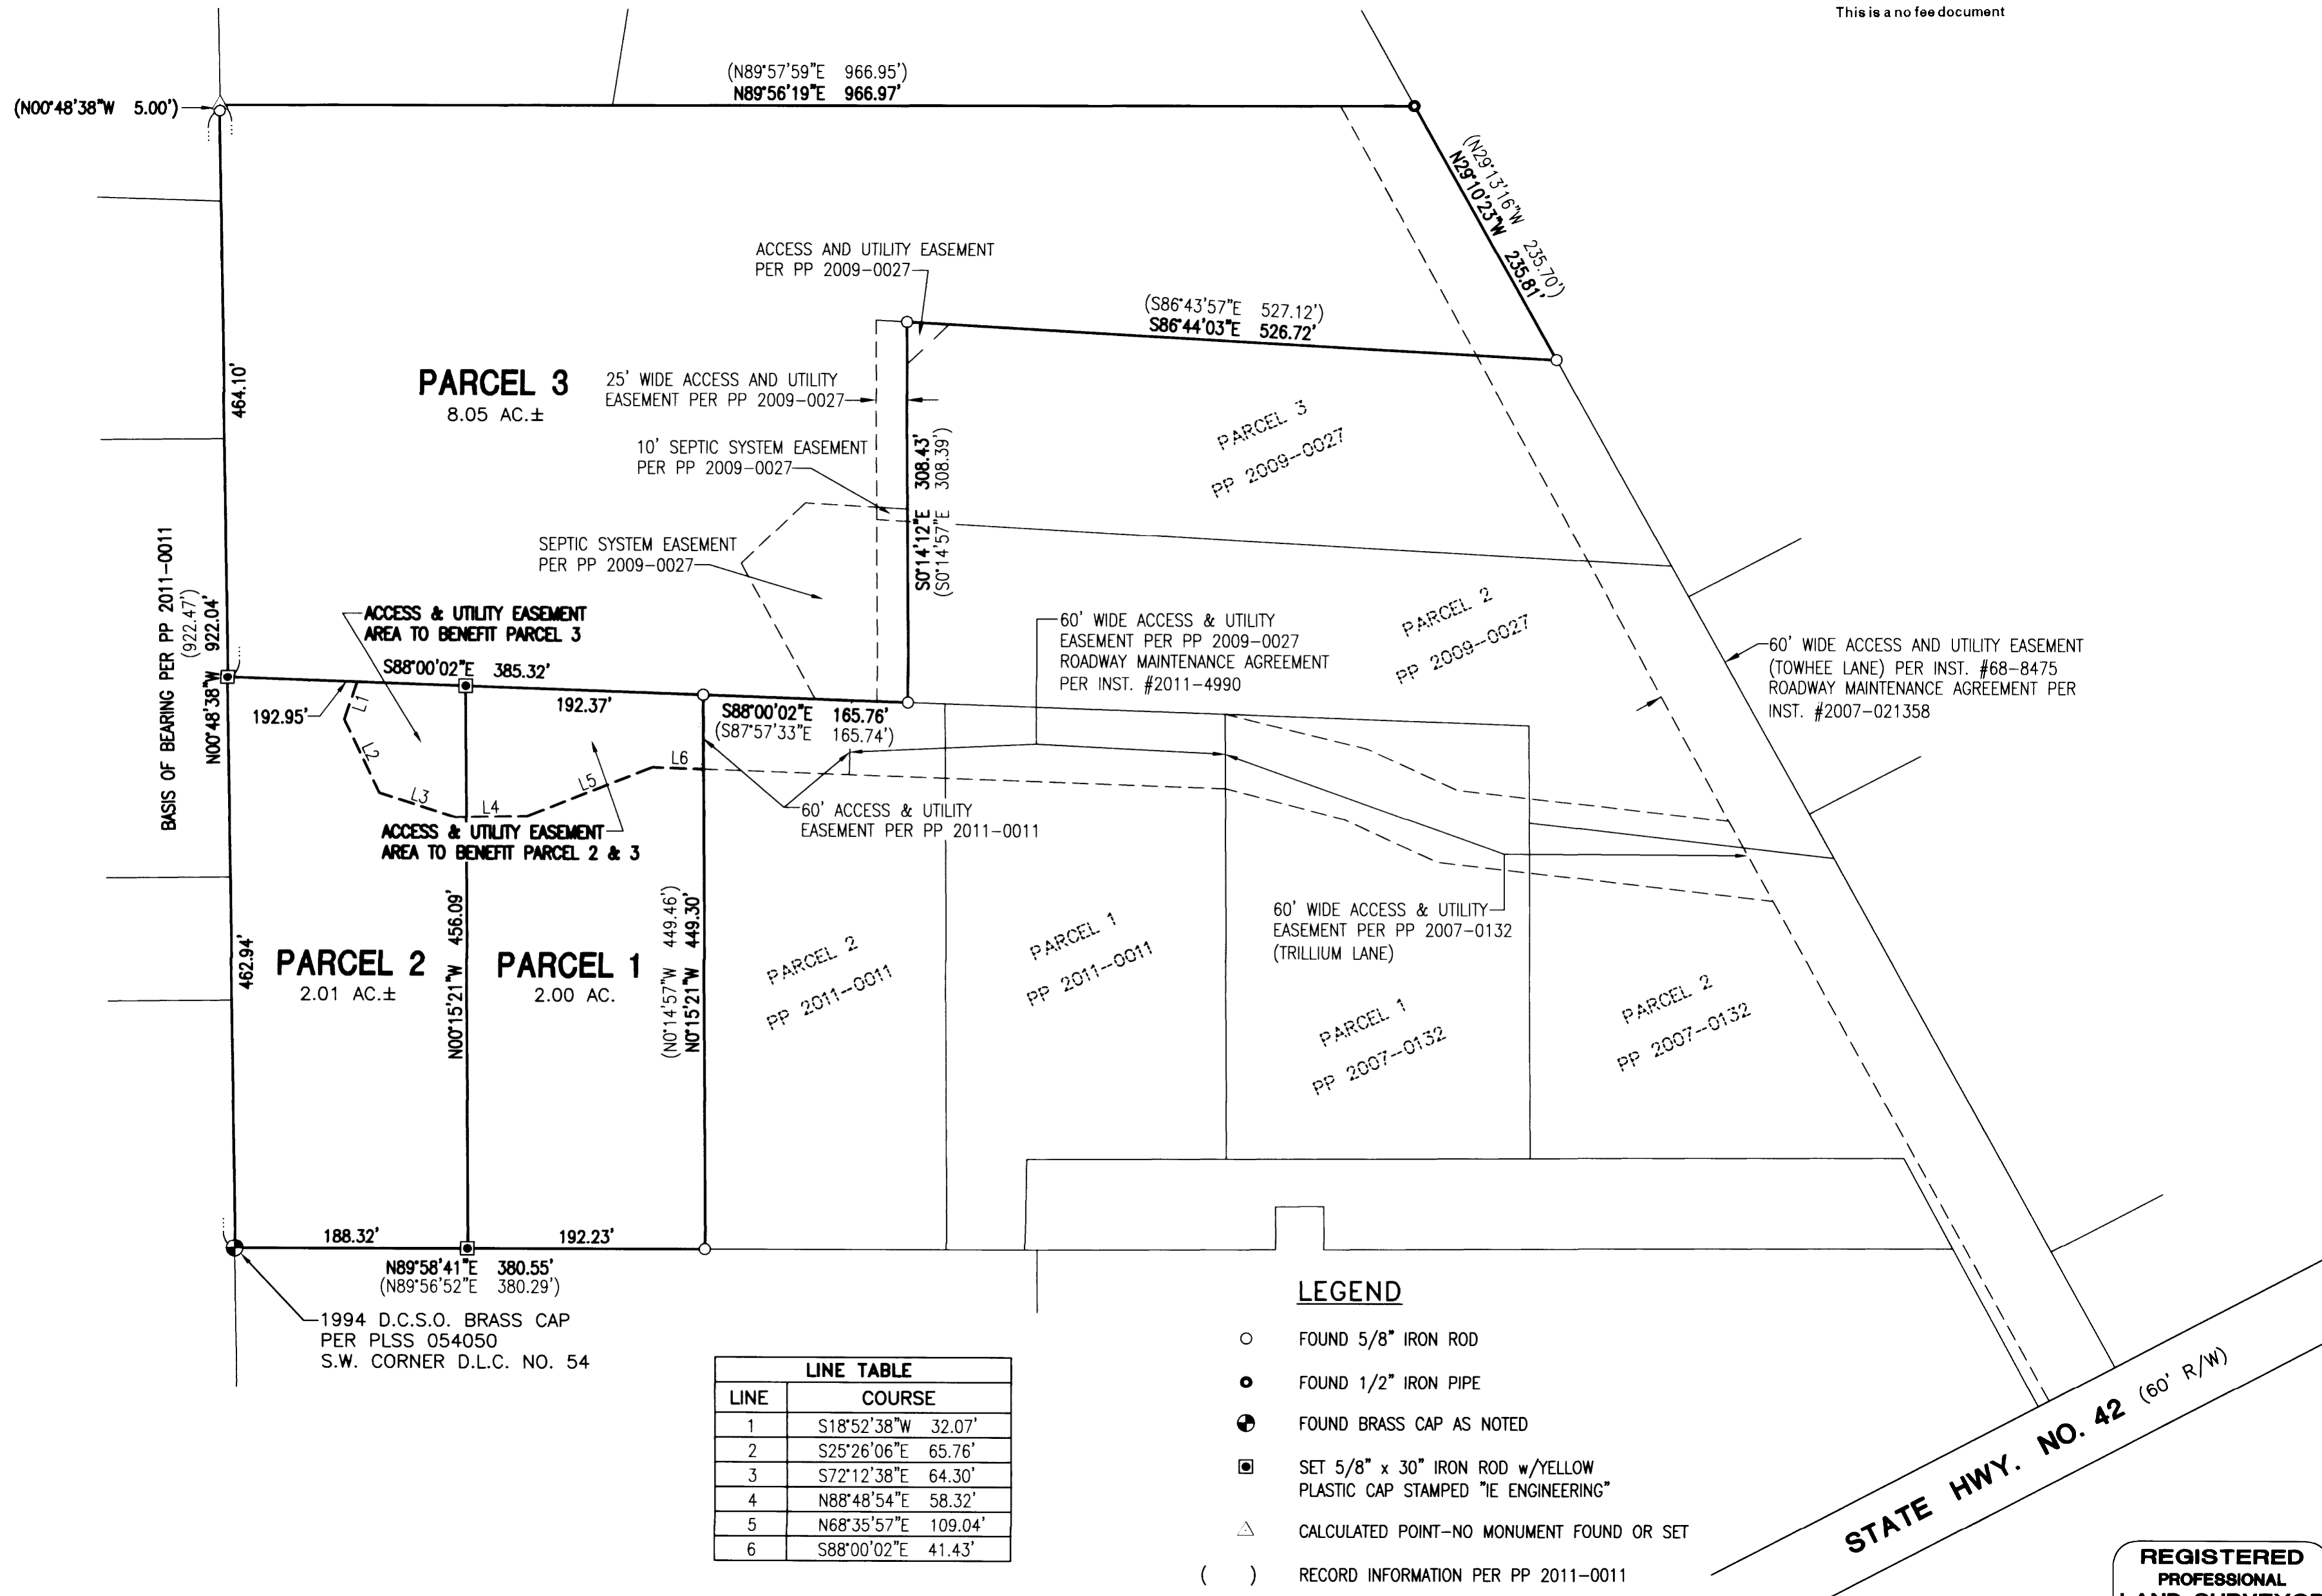 This is a no fee document
(N89°57'59"E 966.95')
N89°56'19"E 966.97'
(N00°48'38"W 5.00')
(N29°13'16"W 235.70')
N29°10'23"W 235.81'
ACCESS AND UTILITY EASEMENT
PER PP 2009-0027
(S86°43'57"E 527.12')
S86°44'03"E 526.72'
464.10'
PARCEL 3
8.05 AC.±
25' WIDE ACCESS AND UTILITY
EASEMENT PER PP 2009-0027
10' SEPTIC SYSTEM EASEMENT
PER PP 2009-0027
S0°14'12"E 308.43'
(S0°14'57"E 308.39')
PARCEL 3
PP 2009-0027
SEPTIC SYSTEM EASEMENT
PER PP 2009-0027
BASIS OF BEARING PER PP 2011-0011
(922.47')
N00°48'38"W 922.04'
ACCESS & UTILITY EASEMENT
AREA TO BENEFIT PARCEL 3
S88°00'02"E 385.32'
192.95'
192.37'
S88°00'02"E 165.76'
(S87°57'33"E 165.74')
60' WIDE ACCESS & UTILITY
EASEMENT PER PP 2009-0027
ROADWAY MAINTENANCE AGREEMENT
PER INST. #2011-4990
PARCEL 2
PP 2009-0027
60' WIDE ACCESS AND UTILITY EASEMENT
(TOWHEE LANE) PER INST. #68-8475
ROADWAY MAINTENANCE AGREEMENT PER
INST. #2007-021358
L1
L2
L3
L4
L5
L6
ACCESS & UTILITY EASEMENT
AREA TO BENEFIT PARCEL 2 & 3
60' ACCESS & UTILITY
EASEMENT PER PP 2011-0011
60' WIDE ACCESS & UTILITY
EASEMENT PER PP 2007-0132
(TRILLIUM LANE)
462.94'
PARCEL 2
2.01 AC.±
N00°15'21"W 456.09'
PARCEL 1
2.00 AC.
(N0°14'57"W 449.46')
N0°15'21"W 449.30'
PARCEL 2
PP 2011-0011
PARCEL 1
PP 2011-0011
PARCEL 1
PP 2007-0132
PARCEL 2
PP 2007-0132
188.32'
192.23'
N89°58'41"E 380.55'
(N89°56'52"E 380.29')
1994 D.C.S.O. BRASS CAP
PER PLSS 054050
S.W. CORNER D.L.C. NO. 54
LINE TABLE
LINE COURSE
1 S18°52'38"W 32.07'
2 S25°26'06"E 65.76'
3 S72°12'38"E 64.30'
4 N88°48'54"E 58.32'
5 N68°35'57"E 109.04'
6 S88°00'02"E 41.43'
LEGEND
FOUND 5/8" IRON ROD
FOUND 1/2" IRON PIPE
FOUND BRASS CAP AS NOTED
SET 5/8" x 30" IRON ROD w/YELLOW
PLASTIC CAP STAMPED "IE ENGINEERING"
CALCULATED POINT-NO MONUMENT FOUND OR SET
( ) RECORD INFORMATION PER PP 2011-0011
STATE HWY. NO. 42 (60' R/W)
REGISTERED
PROFESSIONAL